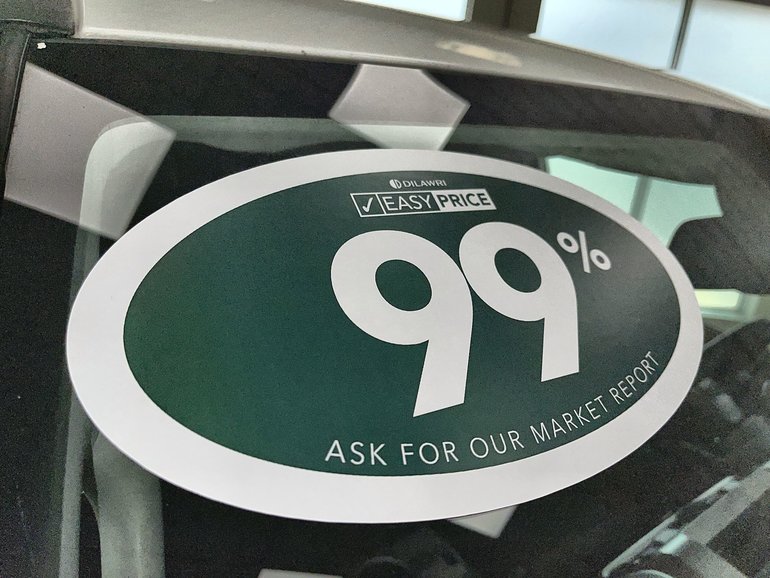 DILAWRI
✓ EASY PRICE
99%
ASK FOR OUR MARKET REPORT